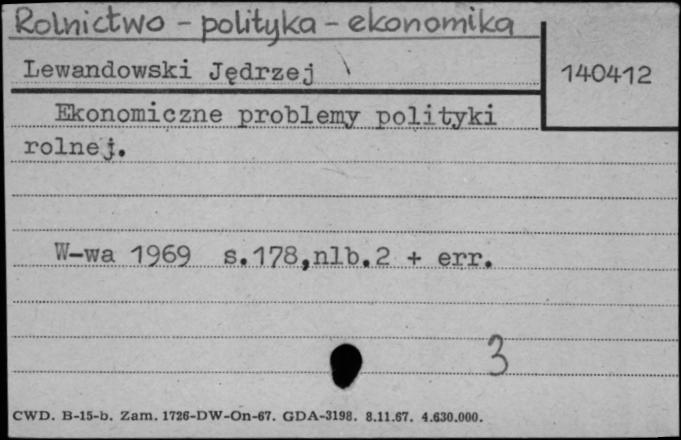 Rolnictwo - polityka - ekonomika
Lewandowski Jędrzej
140412
Ekonomiczne problemy polityki
rolnej.
W-wa 1969 s.178,nlb.2 + err.
3
CWD. B-15-b. Zam. 1726-DW-On-67. GDA-3198. 8.11.67. 4.630.000.